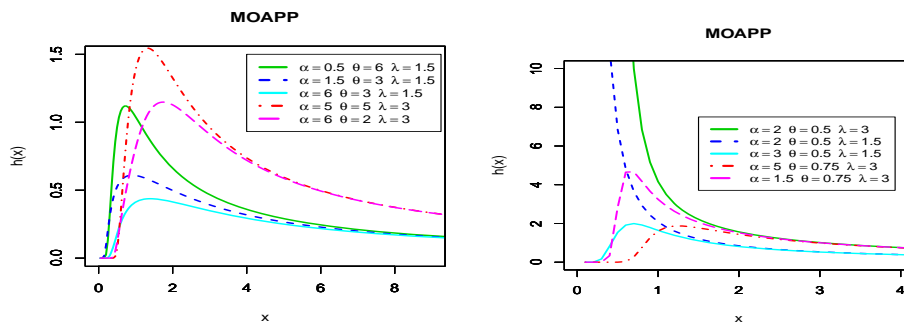 MOAPP
h(x)
1.5
1.0
0.5
0.0
α=0.5 θ=6 λ=1.5
α=1.5 θ=3 λ=1.5
α=6 θ=3 λ=1.5
α=5 θ=5 λ=3
α=6 θ=2 λ=3
0 2 4 6 8
x
MOAPP
h(x)
10
8
6
4
2
0
α=2 θ=0.5 λ=3
α=2 θ=0.5 λ=1.5
α=3 θ=0.5 λ=1.5
α=5 θ=0.75 λ=3
α=1.5 θ=0.75 λ=3
0 1 2 3 4
x